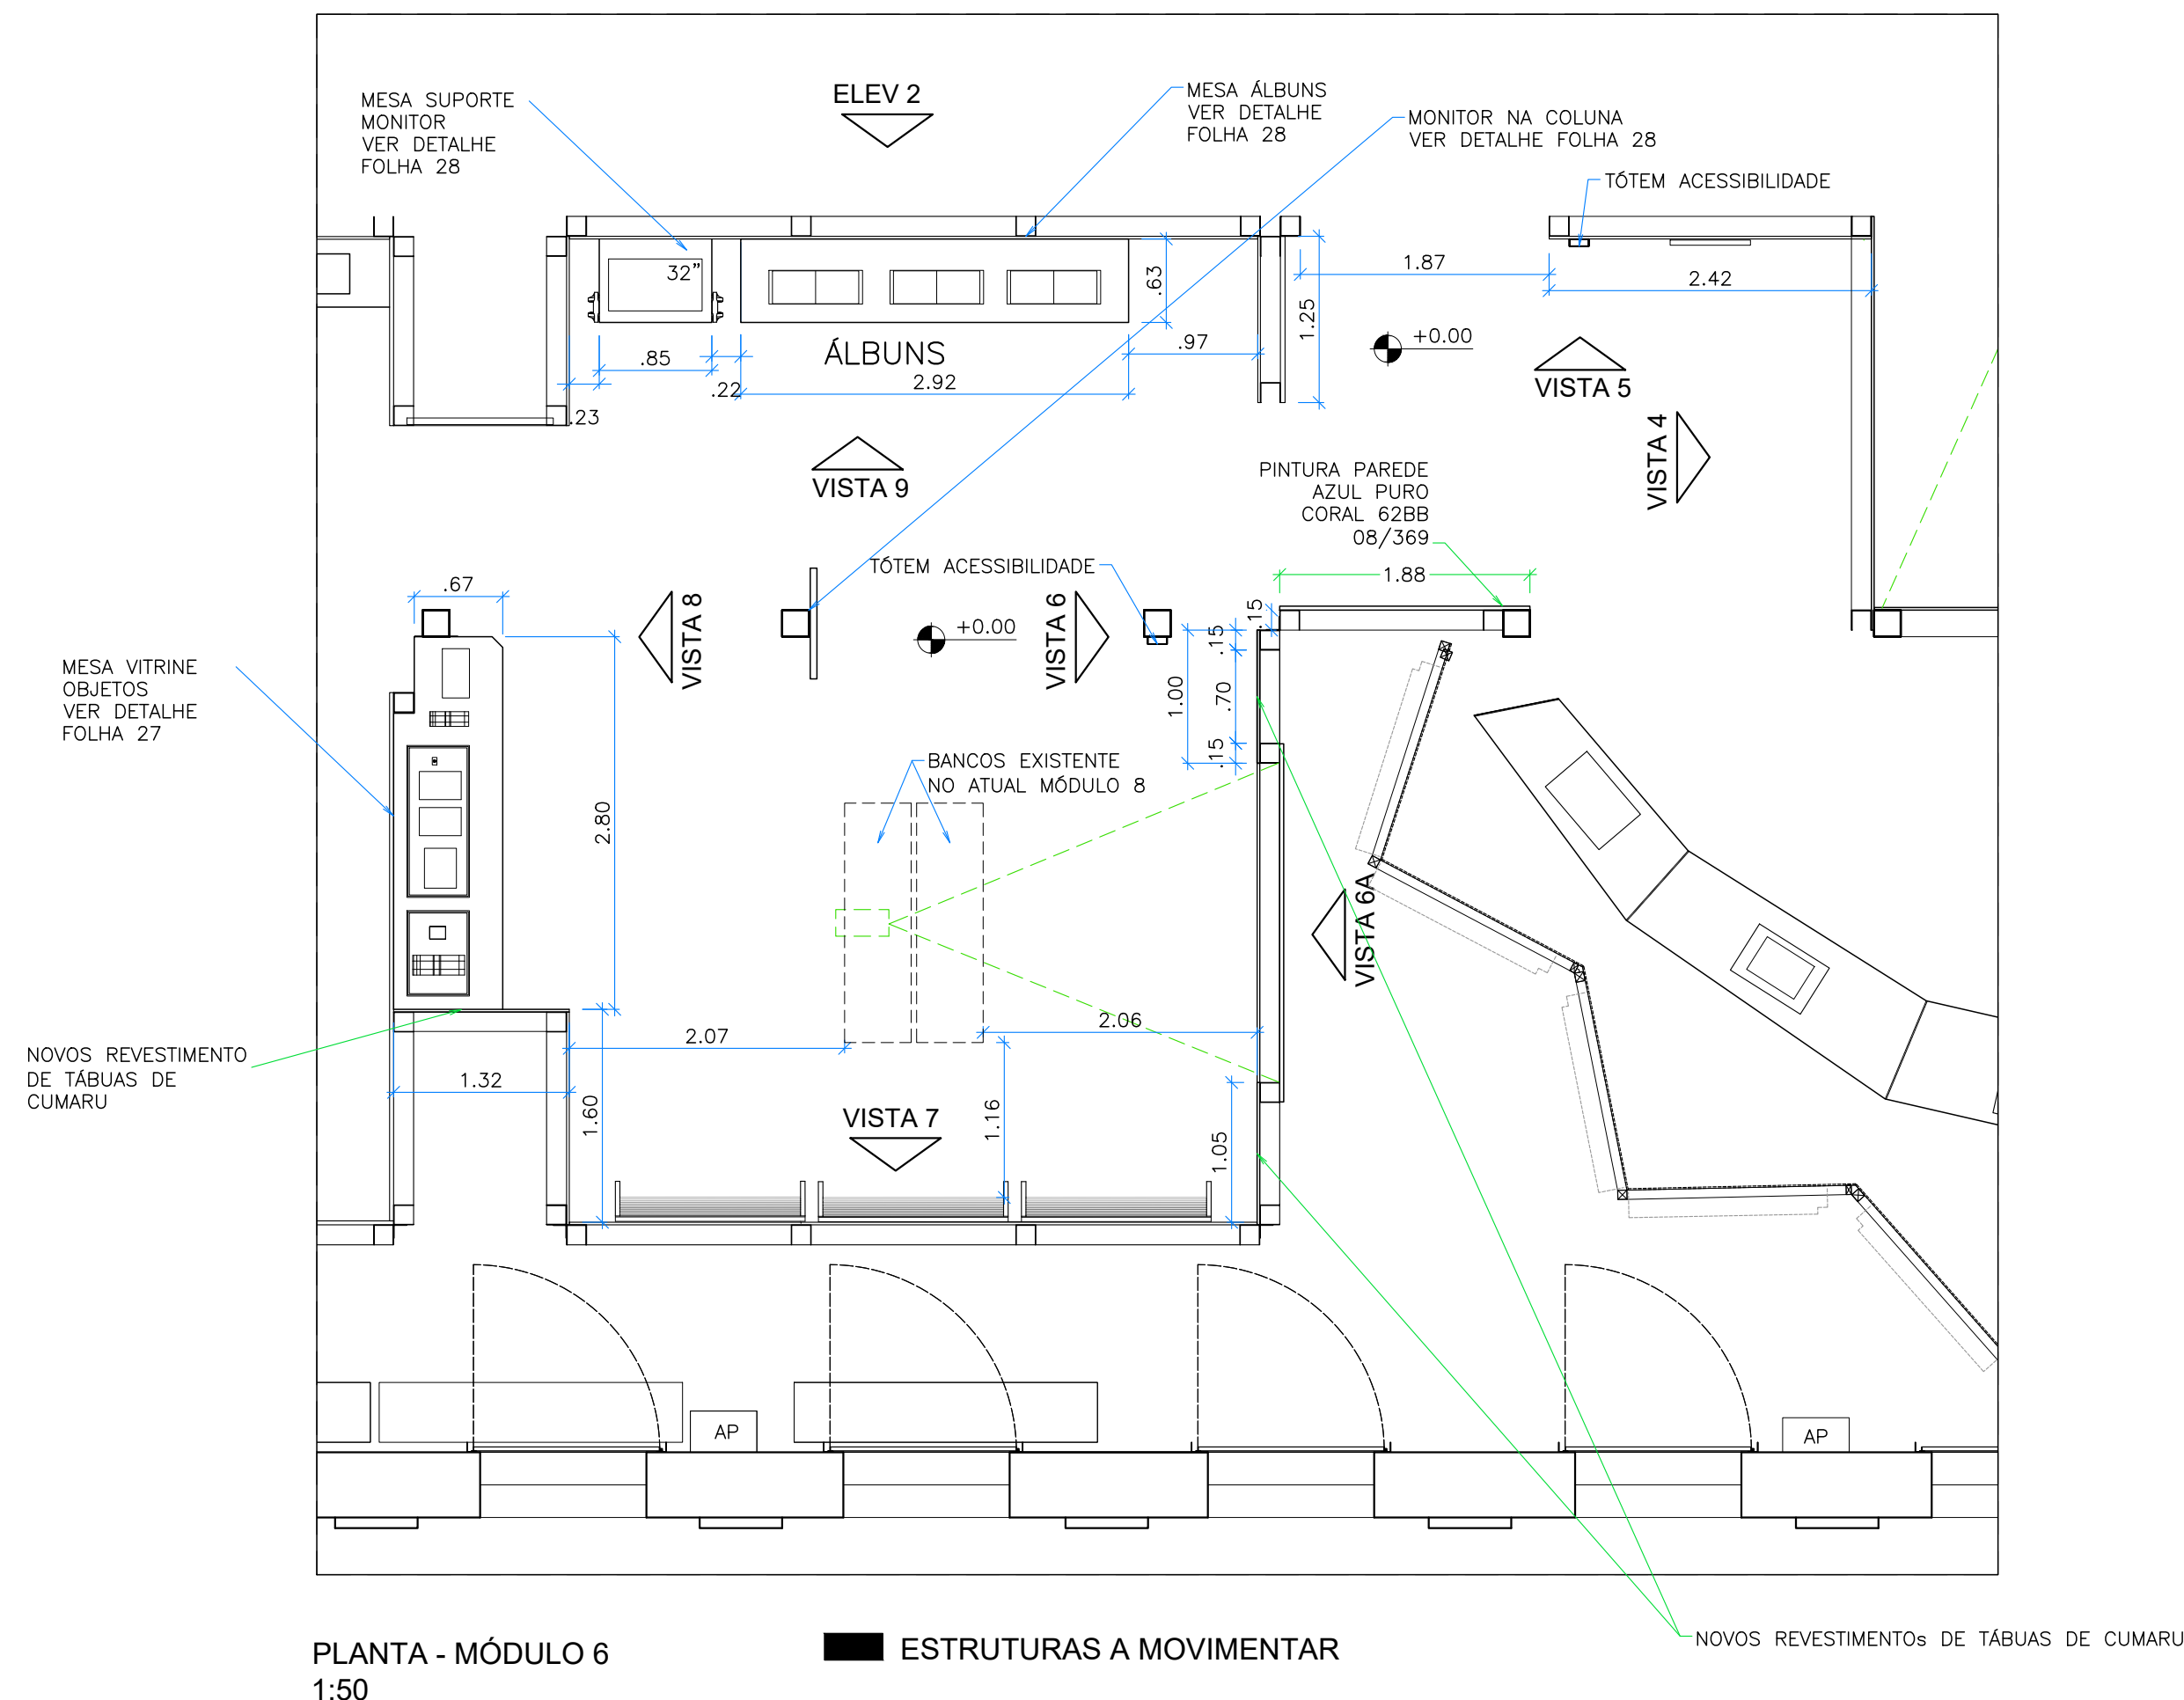 ELEV 2
MESA SUPORTE
MONITOR
VER DETALHE
FOLHA 28
MESA ÁLBUNS
VER DETALHE
FOLHA 28
MONITOR NA COLUNA
VER DETALHE FOLHA 28
TÓTEM ACESSIBILIDADE
32”
.63
1.25
1.87
2.42
+0.00
.85
ÁLBUNS
.97
.22
2.92
.23
VISTA 5
VISTA 4
VISTA 9
PINTURA PAREDE
AZUL PURO
CORAL 62BB
08/369
TÓTEM ACESSIBILIDADE
1.88
.67
VISTA 8
+0.00
VISTA 6
.15
.15
1.00
.70
.15
MESA VITRINE
OBJETOS
VER DETALHE
FOLHA 27
BANCOS EXISTENTE
NO ATUAL MÓDULO 8
2.80
VISTA 6A
2.07
2.06
NOVOS REVESTIMENTO
DE TÁBUAS DE
CUMARU
1.32
1.60
VISTA 7
1.16
1.05
AP
AP
NOVOS REVESTIMENTOs DE TÁBUAS DE CUMARU
PLANTA - MÓDULO 6
1:50
ESTRUTURAS A MOVIMENTAR